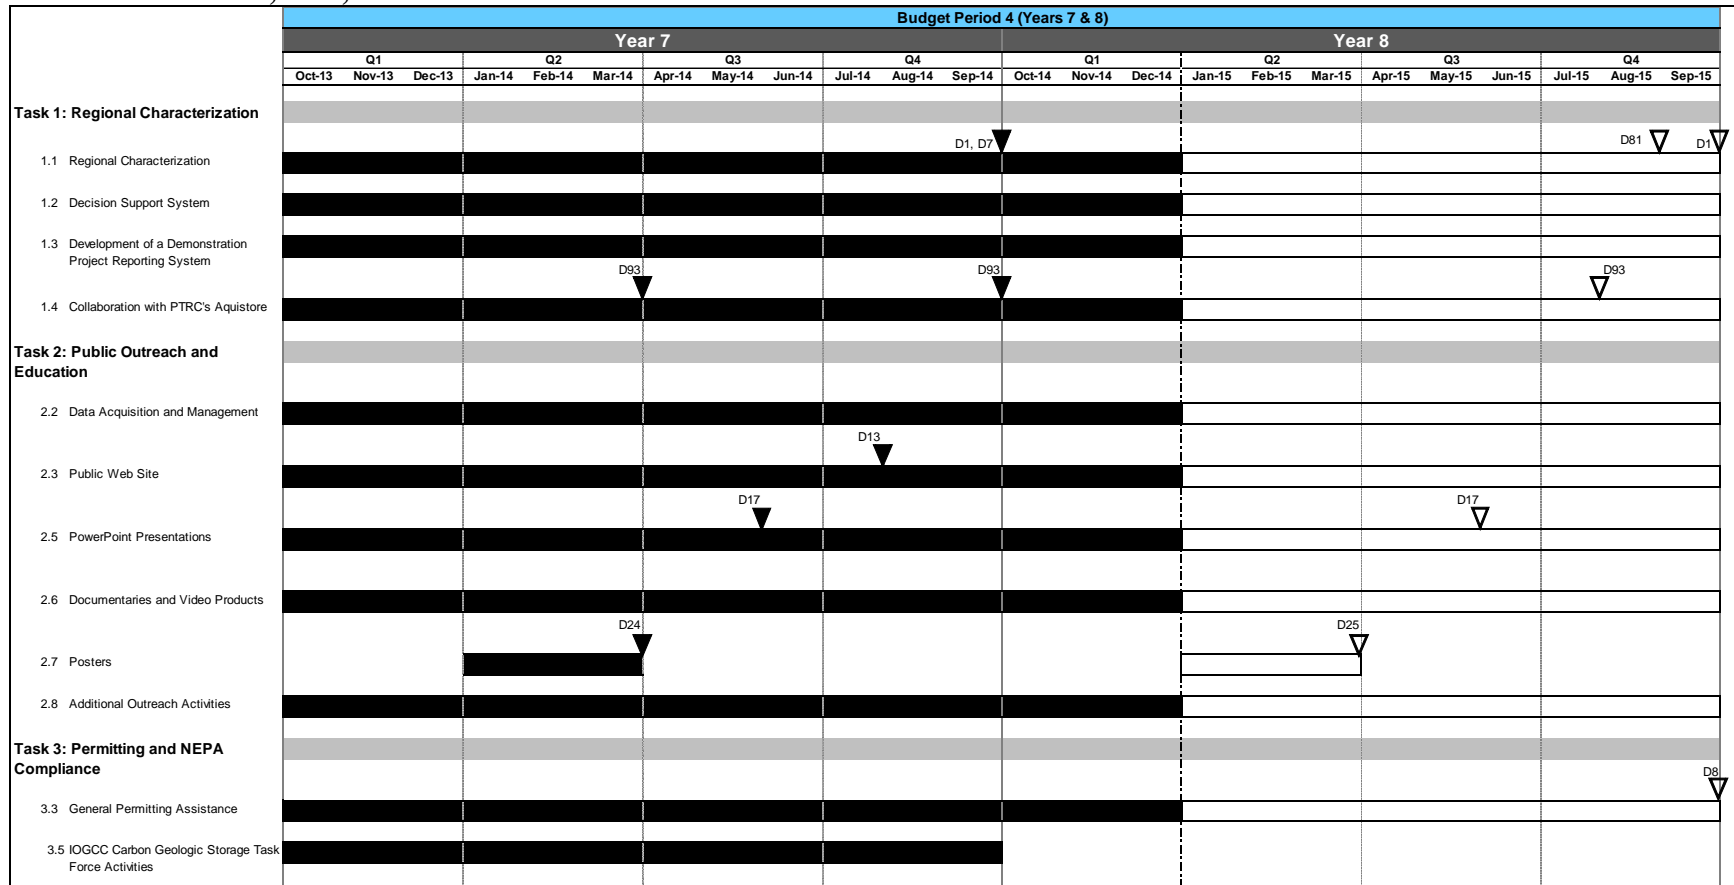 Budget Period 4 (Years 7 & 8)
Year 7 Year 8
Q1 Q2 Q3 Q4 Q1 Q2 Q3 Q4
Oct-13 Nov-13 Dec-13 Jan-14 Feb-14 Mar-14 Apr-14 May-14 Jun-14 Jul-14 Aug-14 Sep-14 Oct-14 Nov-14 Dec-14 Jan-15 Feb-15 Mar-15 Apr-15 May-15 Jun-15 Jul-15 Aug-15 Sep-15
Task 1: Regional Characterization
D1, D7 D81 D1
1.1 Regional Characterization
1.2 Decision Support System
1.3 Development of a Demonstration
Project Reporting System
D93 D93 D93
1.4 Collaboration with PTRC's Aquistore
Task 2: Public Outreach and
Education
2.2 Data Acquisition and Management
D13
2.3 Public Web Site
D17 D17
2.5 PowerPoint Presentations
2.6 Documentaries and Video Products
D24 D25
2.7 Posters
2.8 Additional Outreach Activities
Task 3: Permitting and NEPA
Compliance
D8
3.3 General Permitting Assistance
3.5 IOGCC Carbon Geologic Storage Task
Force Activities